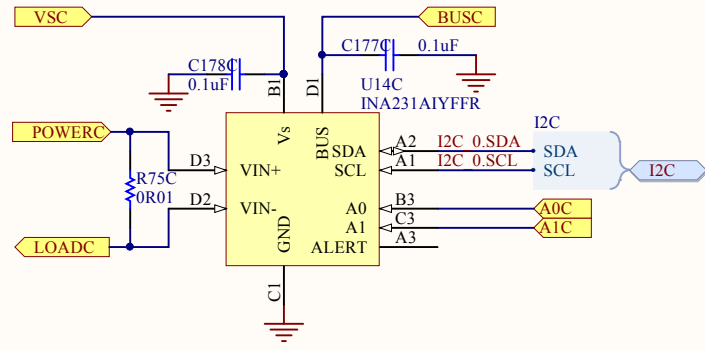 VSC
BUSC
C178C
0.1uF
B1
D1
C177C
0.1uF
U14C
INA231AIYFFR
Vs
BUS
I2C
POWERC
D3
VIN+
SDA
A2
I2C_0.SDA
SDA
SCL
A1
I2C_0.SCL
SCL
I2C
R75C
0R01
D2
VIN-
A0
B3
A0C
A1
C3
A1C
LOADC
GND
ALERT
A3
C1